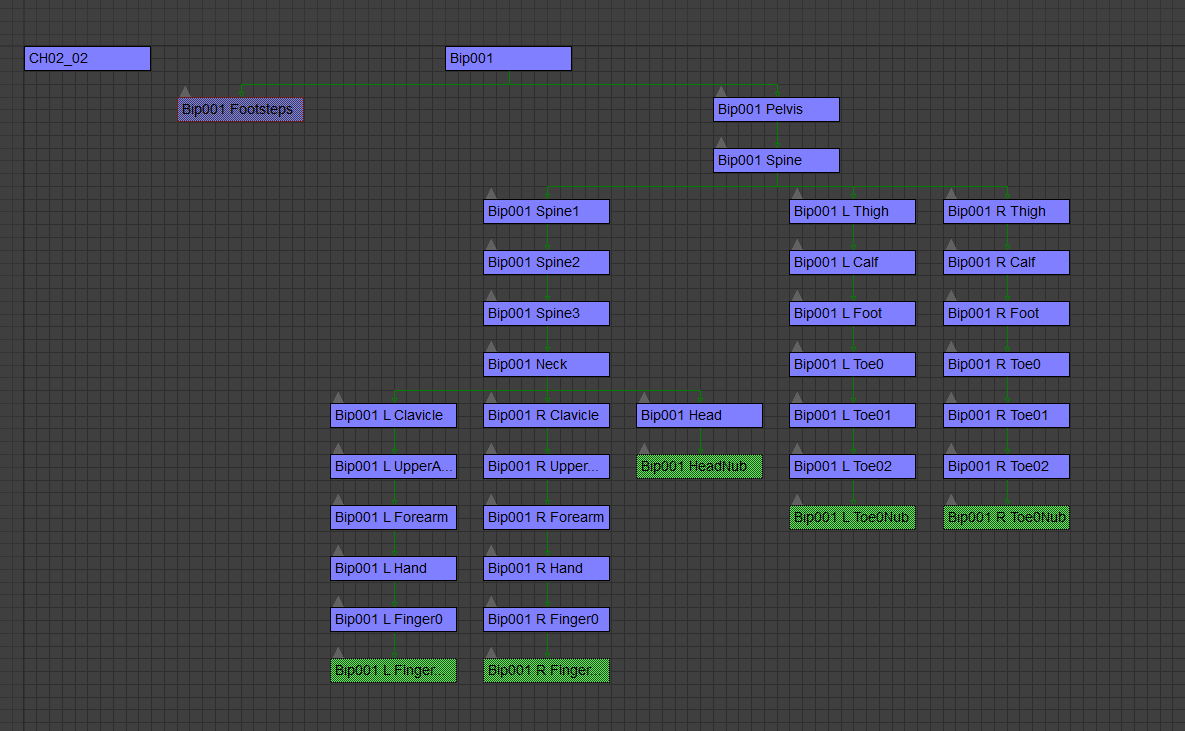 CH02_02
Bip001
Bip001 Footsteps
Bip001 Pelvis
Bip001 Spine
Bip001 Spine1
Bip001 L Thigh
Bip001 R Thigh
Bip001 Spine2
Bip001 L Calf
Bip001 R Calf
Bip001 Spine3
Bip001 L Foot
Bip001 R Foot
Bip001 Neck
Bip001 L Toe0
Bip001 R Toe0
Bip001 L Clavicle
Bip001 R Clavicle
Bip001 Head
Bip001 L Toe01
Bip001 R Toe01
Bip001 L UpperA...
Bip001 R Upper...
Bip001 HeadNub
Bip001 L Toe02
Bip001 R Toe02
Bip001 L Forearm
Bip001 R Forearm
Bip001 L Toe0Nub
Bip001 R Toe0Nub
Bip001 L Hand
Bip001 R Hand
Bip001 L Finger0
Bip001 R Finger0
Bip001 L Finger...
Bip001 R Finger...